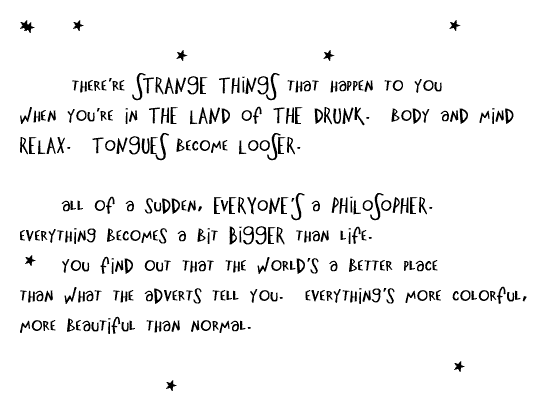 there're STRANGE THINGS that happen to you
when you're in THE LAND of THE DRUNK. Body and mind
RELAX. TONGUES become LOOSER.
all of a sudden, EVERYONE'S a PHILOSOPHER.
everything becomes a bit BIGGER than life.
you find out that the world's a better place
than what the adverts tell you. everything's more colorful,
more beautiful than normal.